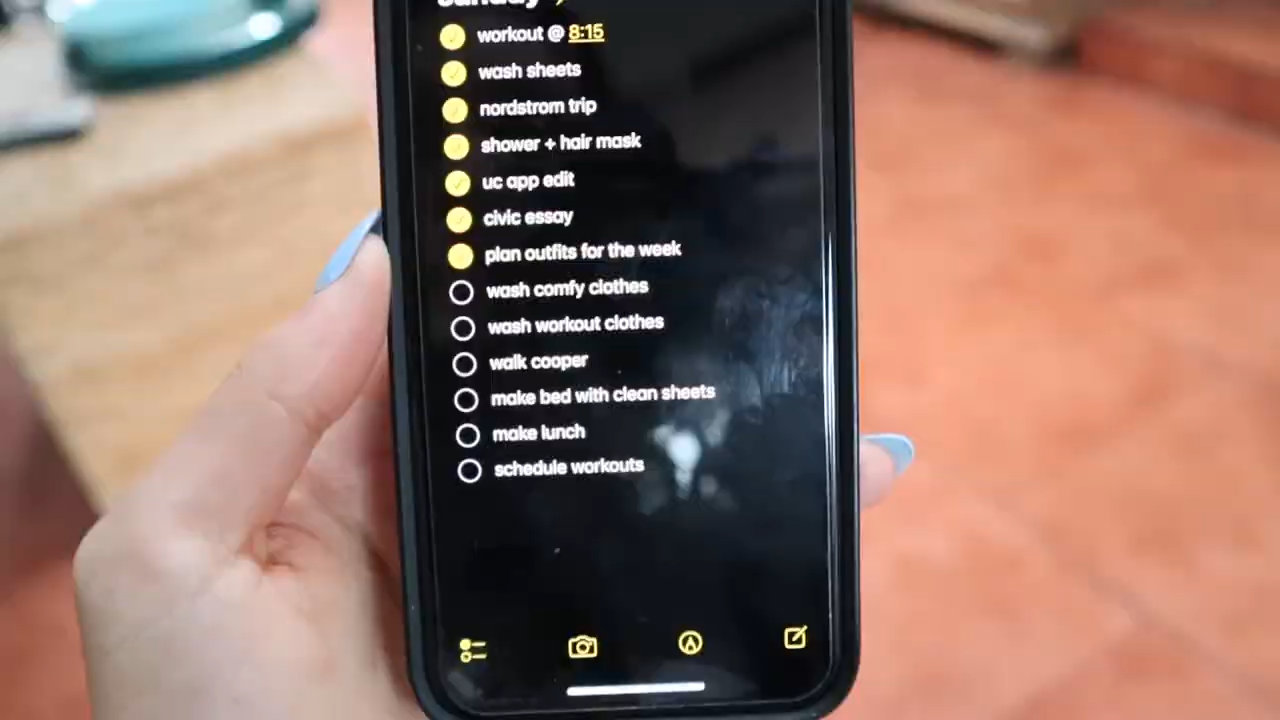 sunday
workout @ 8:15
wash sheets
nordstrom trip
shower + hair mask
uc app edit
civic essay
plan outfits for the week
wash comfy clothes
wash workout clothes
walk cooper
make bed with clean sheets
make lunch
schedule workouts